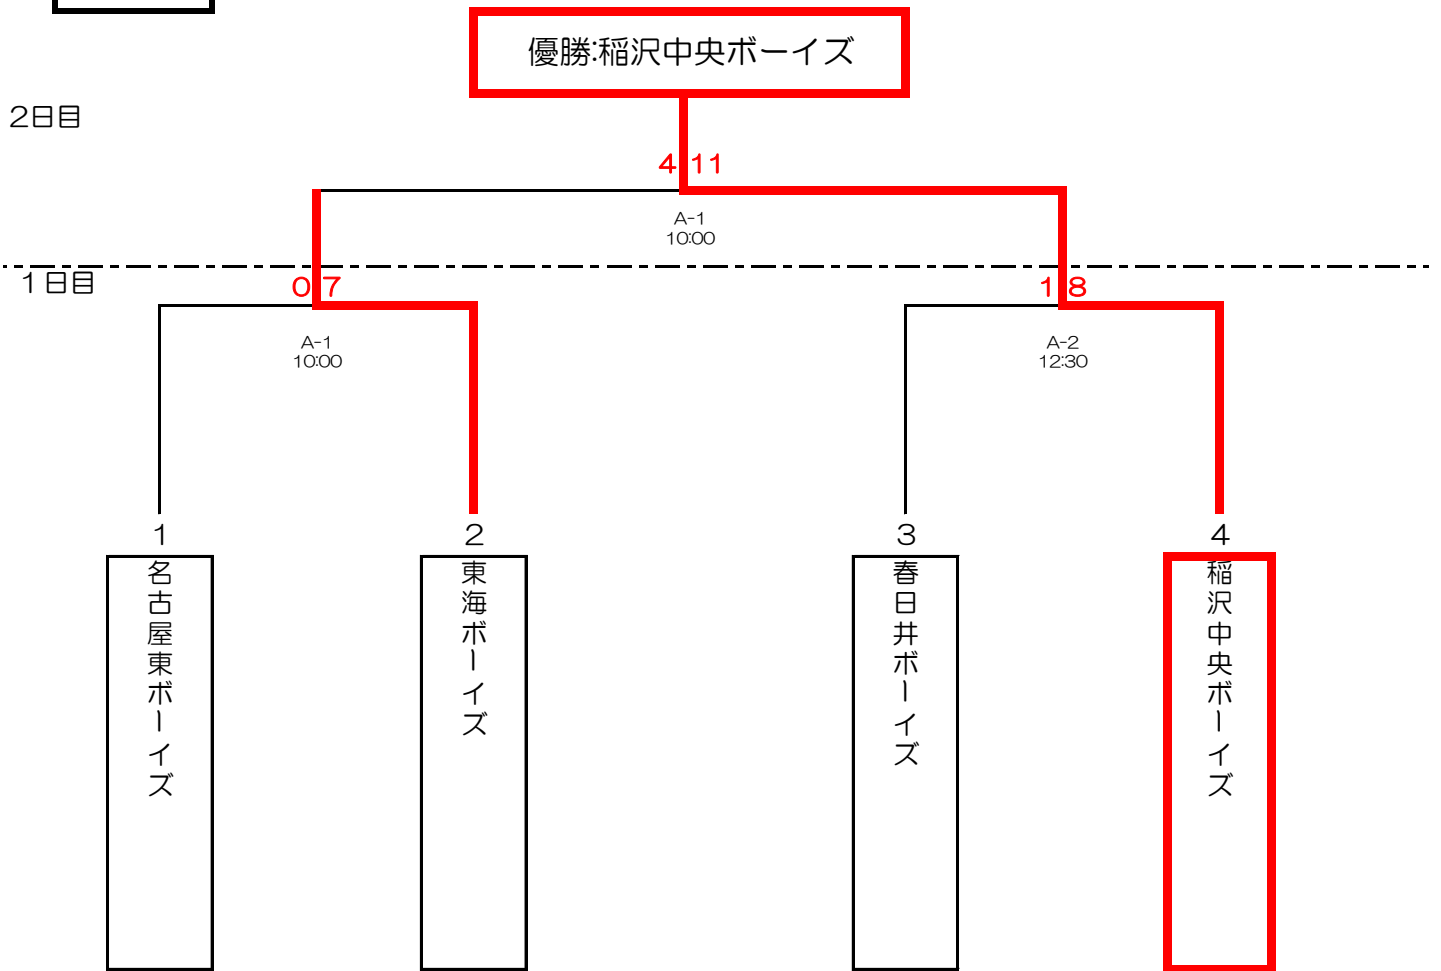 優勝:稲沢中央ボーイズ
2日目
4 11
A-1
10:00
1日目
0 7
1 8
A-1
10:00
A-2
12:30
1
2
3
4
名古屋東ボーイズ
東海ボーイズ
春日井ボーイズ
稲沢中央ボーイズ